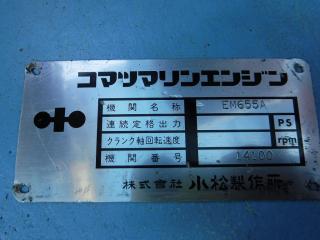 コマツマリンエンジン
機関名称 EM655A
連続定格出力 PS
クランク軸回転速度 rpm
機関番号 14100
株式会社 小松製作所